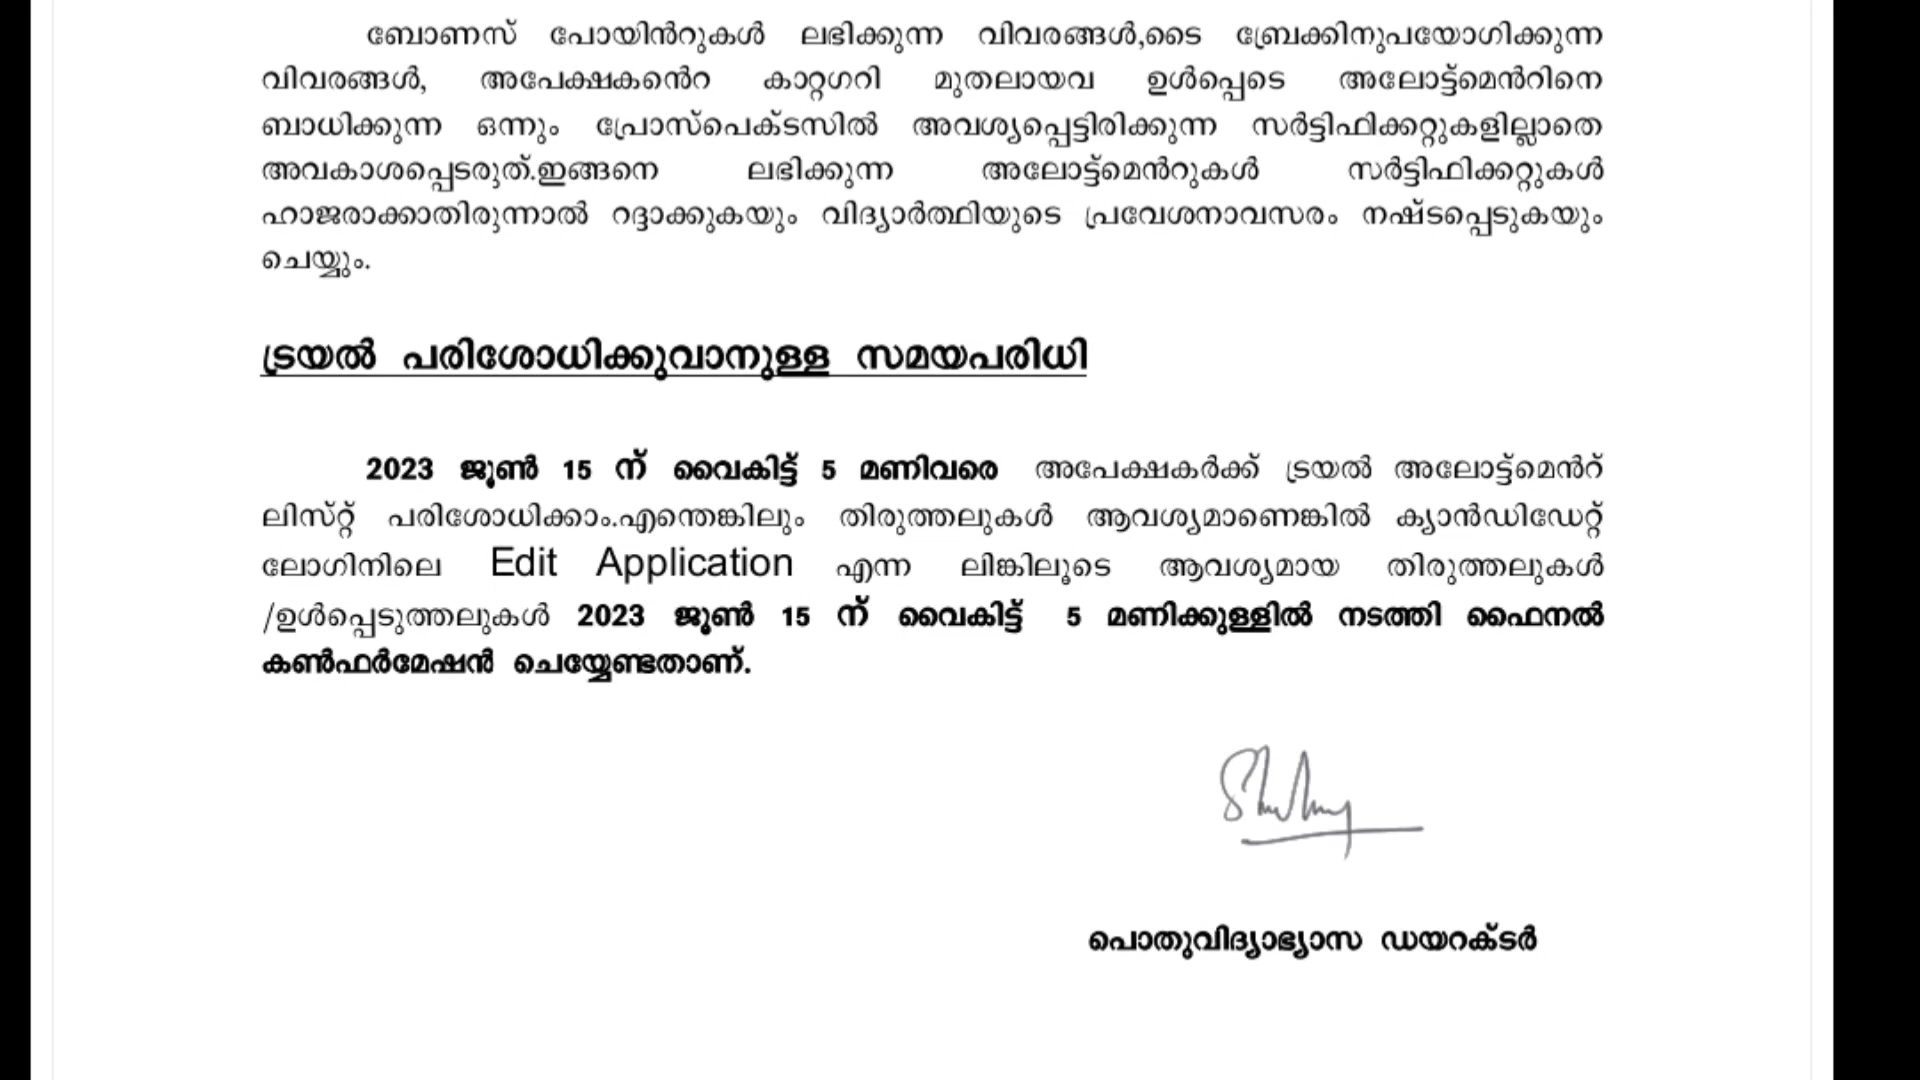 ബോണസ് പോയിൻറുകൾ ലഭിക്കുന്ന വിവരങ്ങൾ,ടൈ ബ്രേക്കിനുപയോഗിക്കുന്ന
വിവരങ്ങൾ, അപേക്ഷകൻെറ കാറ്റഗറി മുതലായവ ഉൾപ്പെടെ അലോട്ട്മെൻറിനെ
ബാധിക്കുന്ന ഒന്നും പ്രോസ്പെക്ടസിൽ അവശ്യപ്പെട്ടിരിക്കുന്ന സർട്ടിഫിക്കറ്റുകളില്ലാതെ
അവകാശപ്പെടരുത്.ഇങ്ങനെ ലഭിക്കുന്ന അലോട്ട്മെൻറുകൾ സർട്ടിഫിക്കറ്റുകൾ
ഹാജരാക്കാതിരുന്നാൽ റദ്ദാക്കുകയും വിദ്യാർത്ഥിയുടെ പ്രവേശനാവസരം നഷ്ടപ്പെടുകയും
ചെയ്യും.
ട്രയൽ പരിശോധിക്കുവാനുള്ള സമയപരിധി
2023 ജൂൺ 15 ന് വൈകിട്ട് 5 മണിവരെ അപേക്ഷകർക്ക് ട്രയൽ അലോട്ട്മെൻറ്
ലിസ്റ്റ് പരിശോധിക്കാം.എന്തെങ്കിലും തിരുത്തലുകൾ ആവശ്യമാണെങ്കിൽ ക്യാൻഡിഡേറ്റ്
ലോഗിനിലെ Edit Application എന്ന ലിങ്കിലൂടെ ആവശ്യമായ തിരുത്തലുകൾ
/ഉൾപ്പെടുത്തലുകൾ 2023 ജൂൺ 15 ന് വൈകിട്ട് 5 മണിക്കുള്ളിൽ നടത്തി ഫൈനൽ
കൺഫർമേഷൻ ചെയ്യേണ്ടതാണ്.
പൊതുവിദ്യാഭ്യാസ ഡയറക്ടർ